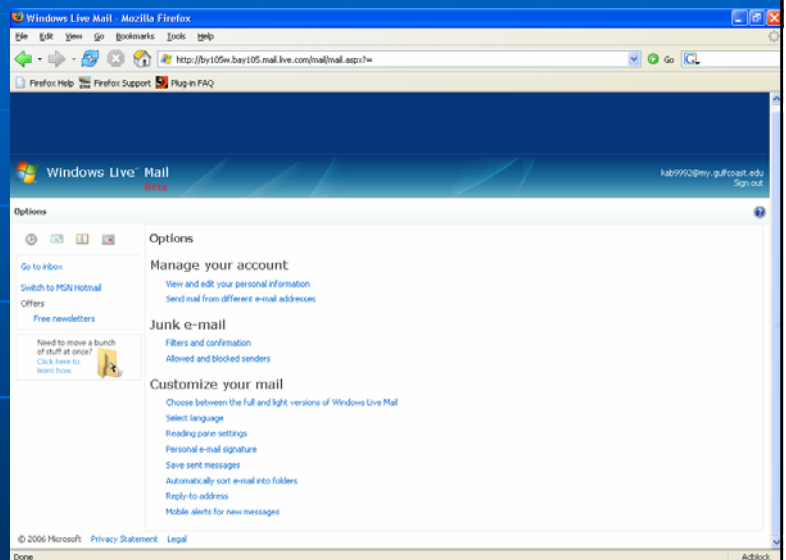 Windows Live Mail - Mozilla Firefox
File Edit View Go Bookmarks Tools Help
http://by105w.bay105.mail.live.com/mail/mail.aspx?= Go
Firefox Help Firefox Support Plug-in FAQ
Windows Live™ Mail
Beta
kab9992@my.gulfcoast.edu
Sign out
Options
Go to inbox
Switch to MSN Hotmail
Offers
Free newsletters
Need to move a bunch
of stuff at once?
Click here to
learn how.
Options
Manage your account
View and edit your personal information
Send mail from different e-mail addresses
Junk e-mail
Filters and confirmation
Allowed and blocked senders
Customize your mail
Choose between the full and light versions of Windows Live Mail
Select language
Reading pane settings
Personal e-mail signature
Save sent messages
Automatically sort e-mail into folders
Reply-to address
Mobile alerts for new messages
© 2006 Microsoft Privacy Statement Legal
Done Adblock